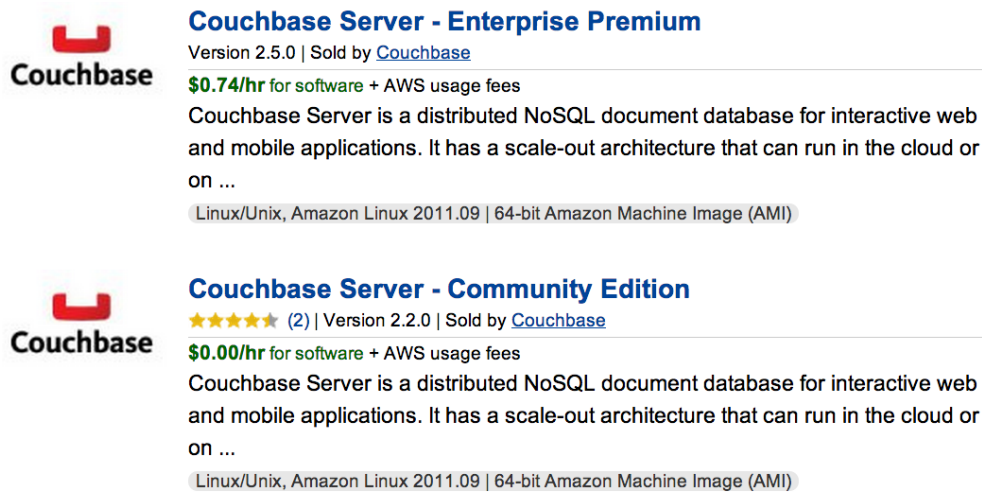 Couchbase
Couchbase Server - Enterprise Premium
Version 2.5.0 | Sold by Couchbase
$0.74/hr for software + AWS usage fees
Couchbase Server is a distributed NoSQL document database for interactive web
and mobile applications. It has a scale-out architecture that can run in the cloud or
on ...
Linux/Unix, Amazon Linux 2011.09 | 64-bit Amazon Machine Image (AMI)
Couchbase
Couchbase Server - Community Edition
(2) | Version 2.2.0 | Sold by Couchbase
$0.00/hr for software + AWS usage fees
Couchbase Server is a distributed NoSQL document database for interactive web
and mobile applications. It has a scale-out architecture that can run in the cloud or
on ...
Linux/Unix, Amazon Linux 2011.09 | 64-bit Amazon Machine Image (AMI)